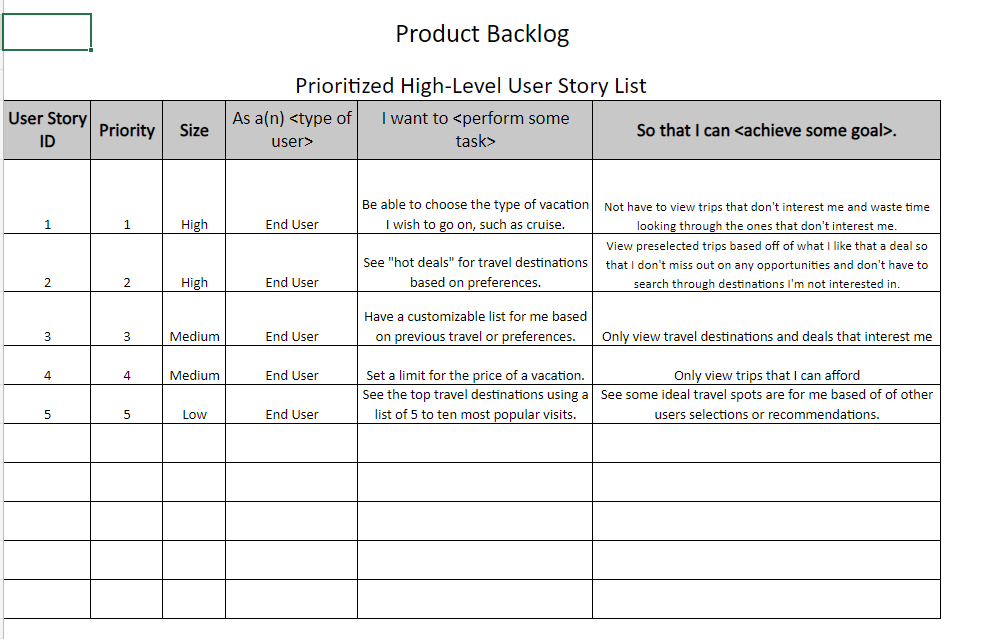 Product Backlog
Prioritized High-Level User Story List
User Story ID Priority Size As a(n) <type of user> I want to <perform some task> So that I can <achieve some goal>.
1 1 High End User Be able to choose the type of vacation I wish to go on, such as cruise. Not have to view trips that don't interest me and waste time looking through the ones that don't interest me.
2 2 High End User See "hot deals" for travel destinations based on preferences. View preselected trips based off of what I like that a deal so that I don't miss out on any opportunities and don't have to search through destinations I'm not interested in.
3 3 Medium End User Have a customizable list for me based on previous travel or preferences. Only view travel destinations and deals that interest me
4 4 Medium End User Set a limit for the price of a vacation. Only view trips that I can afford
5 5 Low End User See the top travel destinations using a list of 5 to ten most popular visits. See some ideal travel spots are for me based of of other users selections or recommendations.